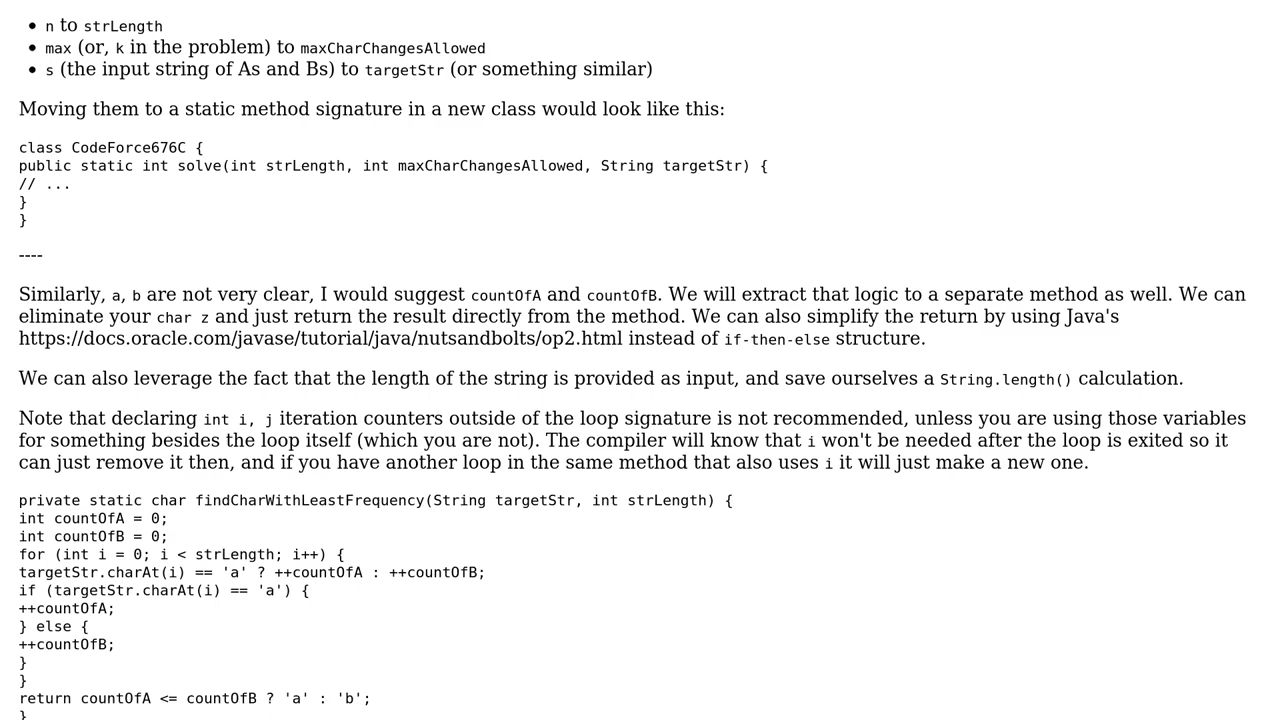 • n to strLength
• max (or, k in the problem) to maxCharChangesAllowed
• s (the input string of As and Bs) to targetStr (or something similar)
Moving them to a static method signature in a new class would look like this:
class CodeForce676C {
public static int solve(int strLength, int maxCharChangesAllowed, String targetStr) {
// ...
}
}
----
Similarly, a, b are not very clear, I would suggest countOfA and countOfB. We will extract that logic to a separate method as well. We can
eliminate your char z and just return the result directly from the method. We can also simplify the return by using Java's
https://docs.oracle.com/javase/tutorial/java/nutsandbolts/op2.html instead of if-then-else structure.
We can also leverage the fact that the length of the string is provided as input, and save ourselves a String.length() calculation.
Note that declaring int i, j iteration counters outside of the loop signature is not recommended, unless you are using those variables
for something besides the loop itself (which you are not). The compiler will know that i won't be needed after the loop is exited so it
can just remove it then, and if you have another loop in the same method that also uses i it will just make a new one.
private static char findCharWithLeastFrequency(String targetStr, int strLength) {
int countOfA = 0;
int countOfB = 0;
for (int i = 0; i < strLength; i++) {
targetStr.charAt(i) == 'a' ? ++countOfA : ++countOfB;
if (targetStr.charAt(i) == 'a') {
++countOfA;
} else {
++countOfB;
}
}
return countOfA <= countOfB ? 'a' : 'b';
}